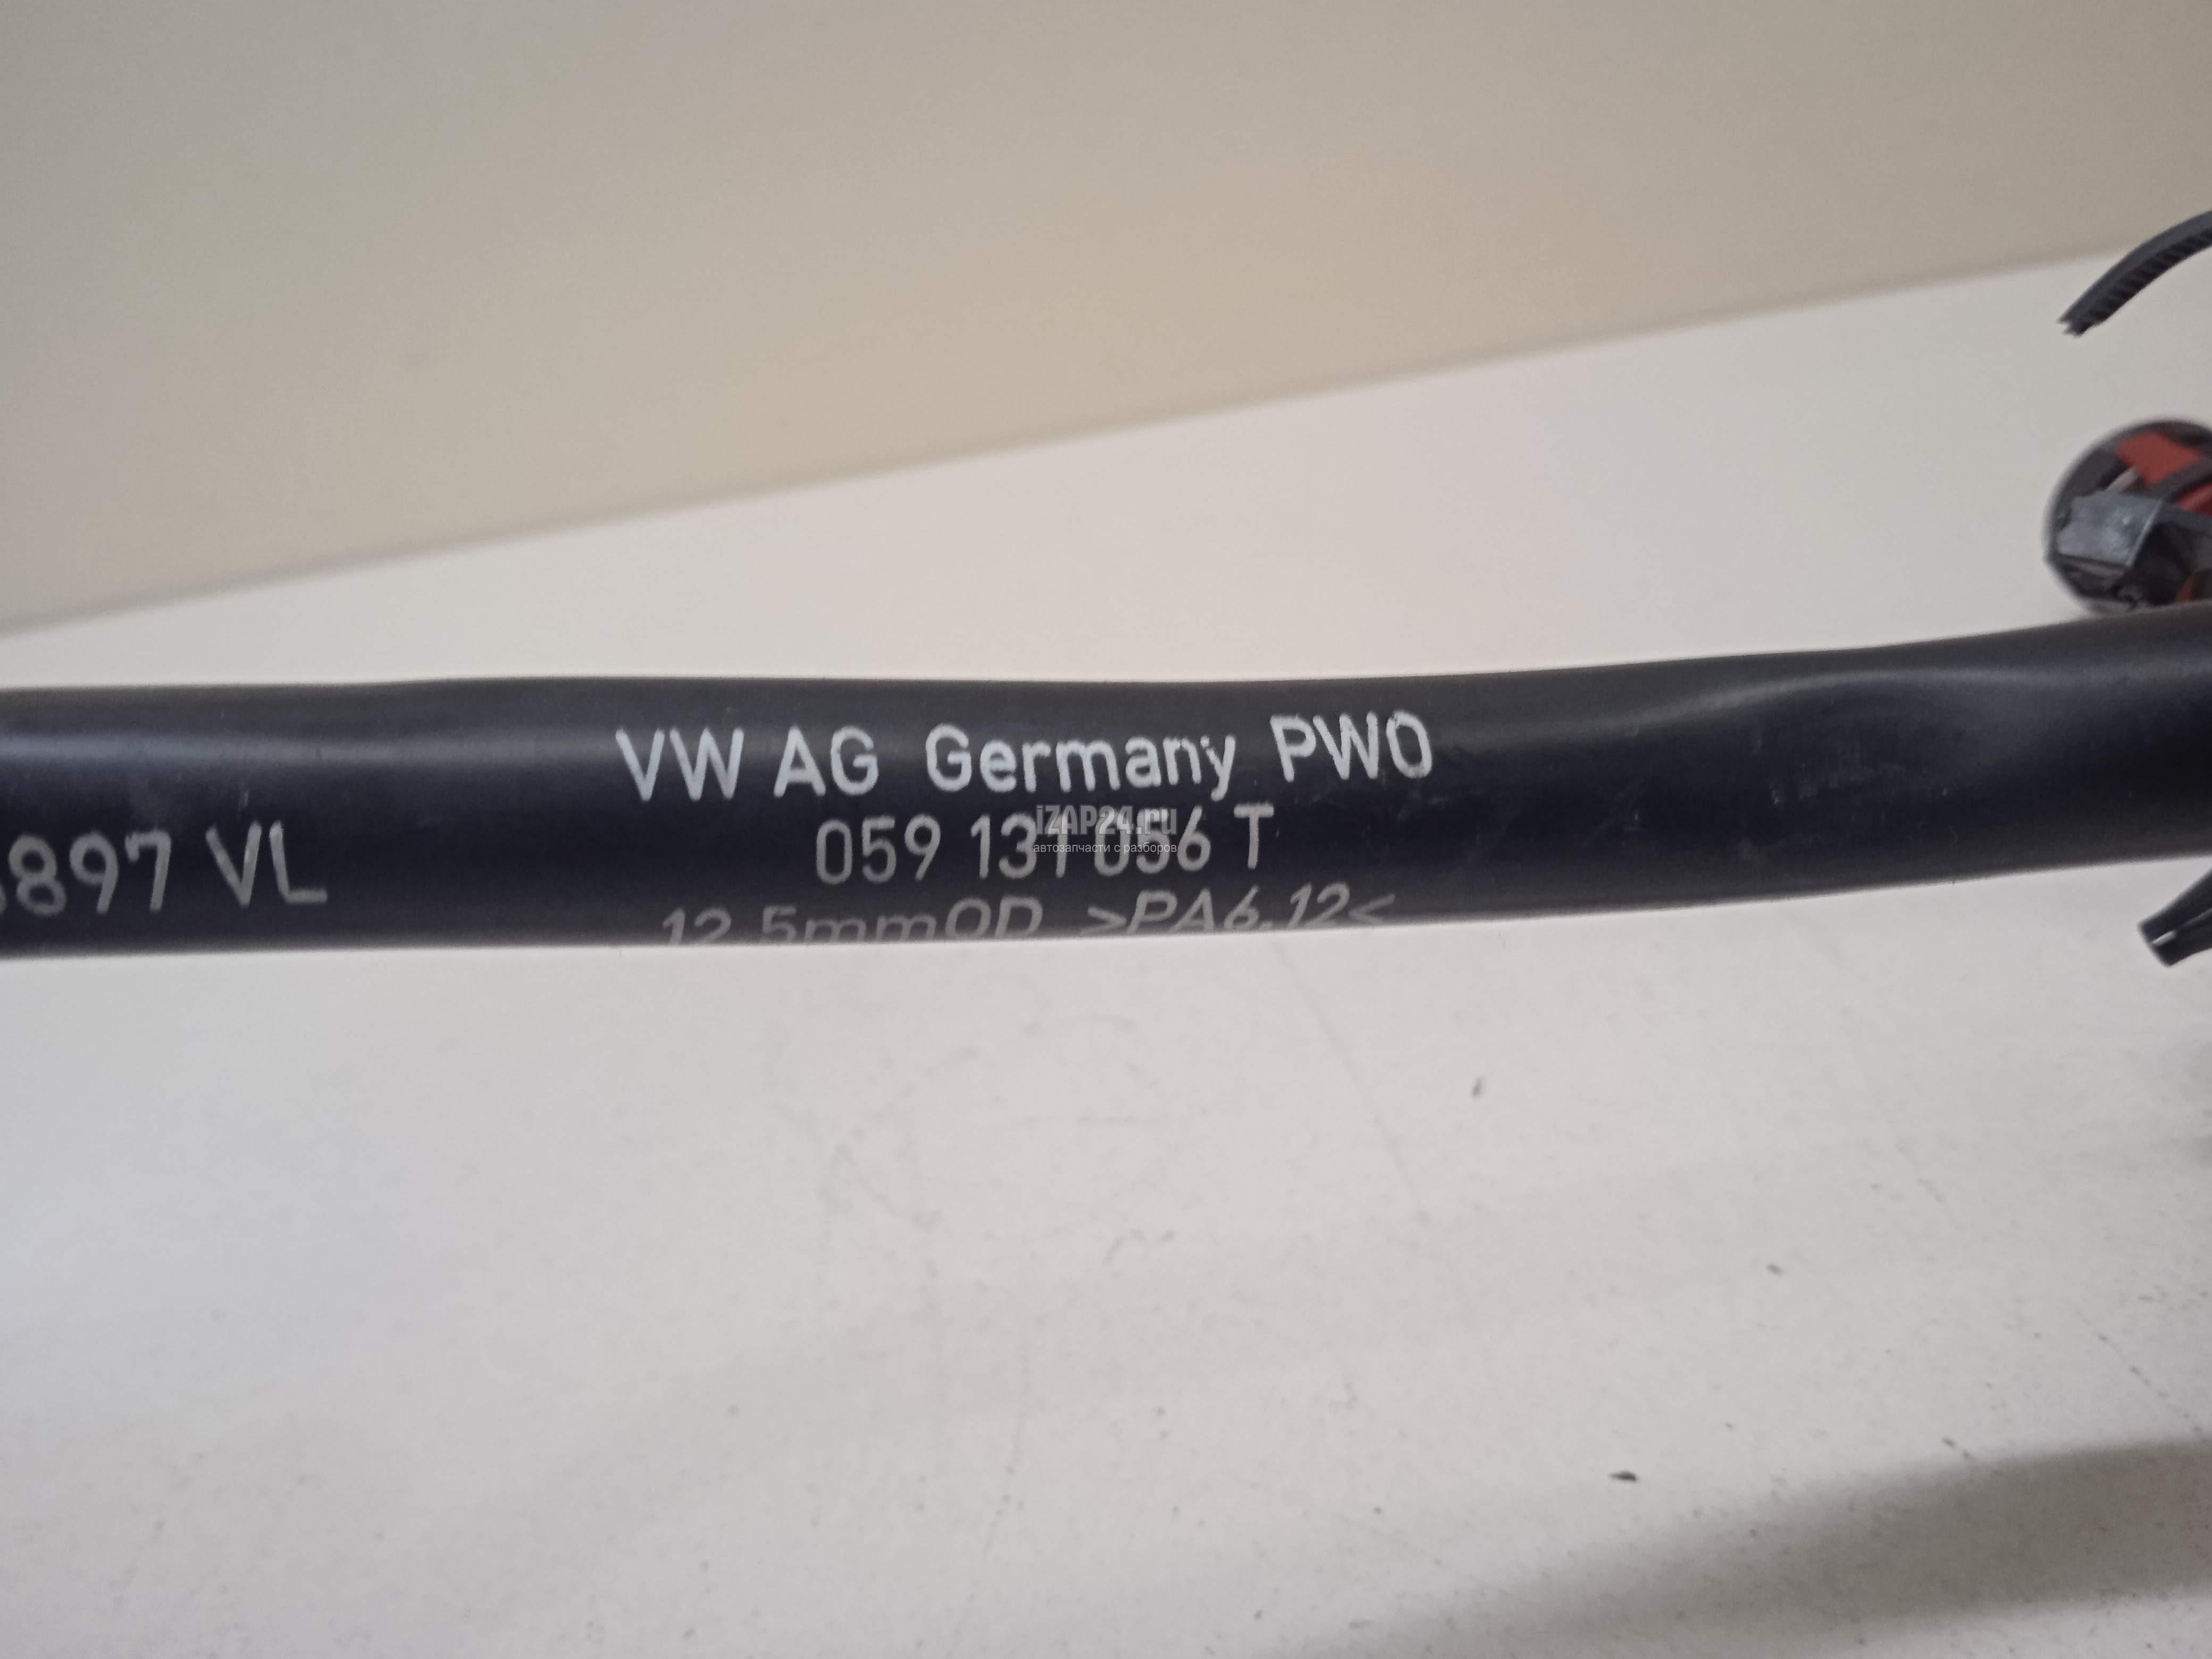 VW AG Germany PWO
059 131 056 T
12.5mmOD >PA6.12<
897 VL
iZAP24.ru
автозапчасти с разборов